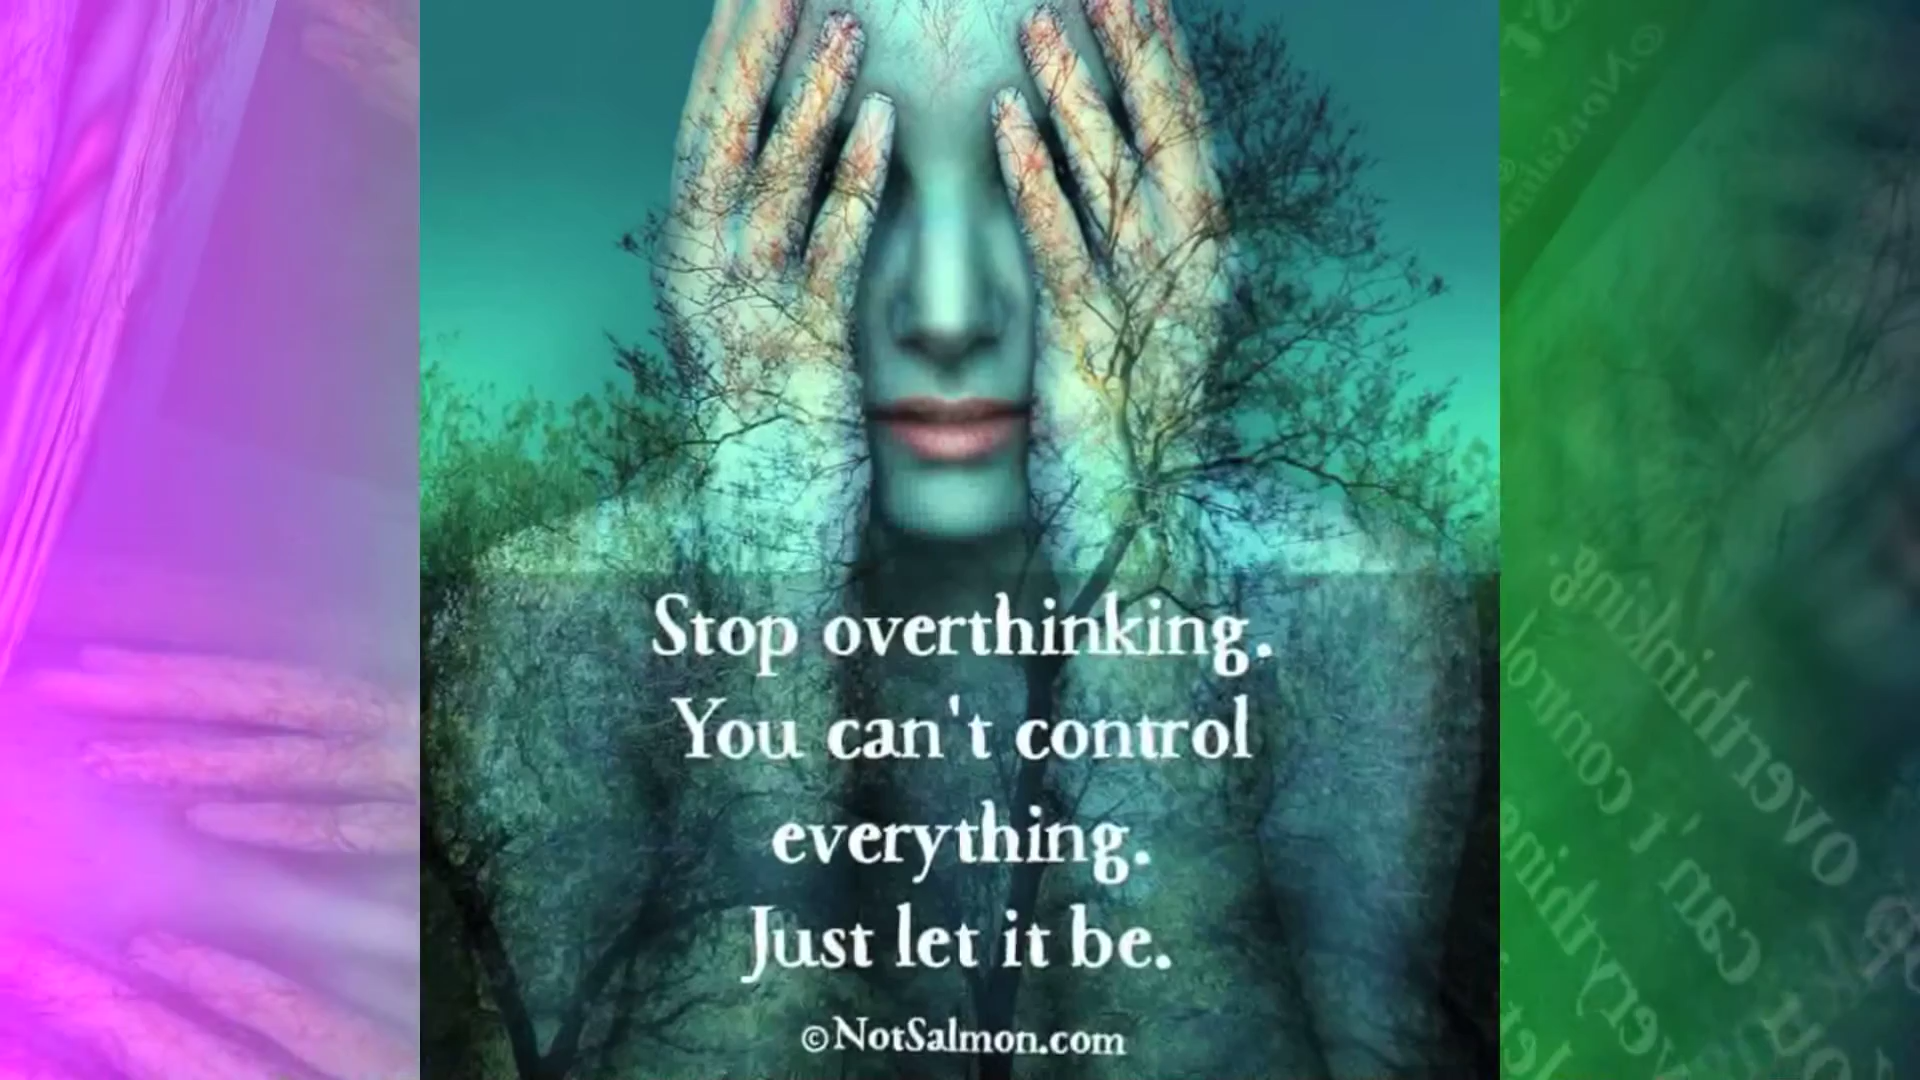 Stop overthinking.
You can't control
everything.
Just let it be.
©NotSalmon.com